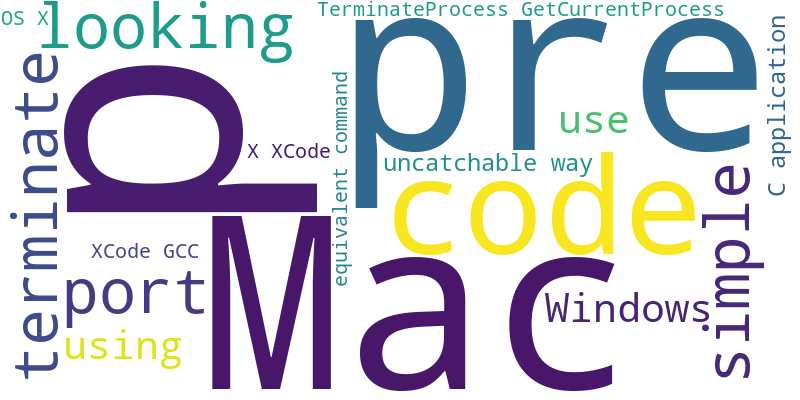 OS X
looking
TerminateProcess GetCurrentProcess
pre
C application
terminate
p
X XCode
equivalent command
use
uncatchable way
code
simple
Mac
XCode GCC
port
Windows
using